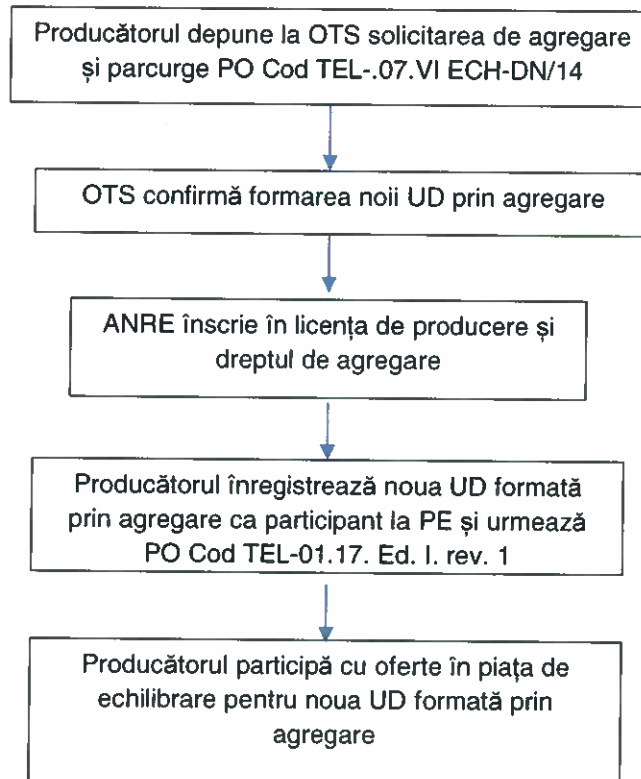 Producătorul depune la OTS solicitarea de agregare
și parcurge PO Cod TEL-.07.VI ECH-DN/14
OTS confirmă formarea noii UD prin agregare
ANRE înscrie în licența de producere și
dreptul de agregare
Producătorul înregistrează noua UD formată
prin agregare ca participant la PE și urmează
PO Cod TEL-01.17. Ed. I. rev. 1
Producătorul participă cu oferte în piața de
echilibrare pentru noua UD formată prin
agregare